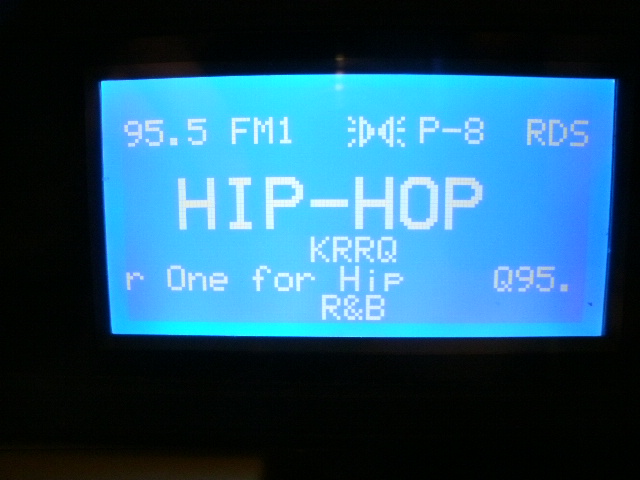 95.5 FM1 P-8 RDS
HIP-HOP
KRRQ
r One for Hip Q95.
R&B